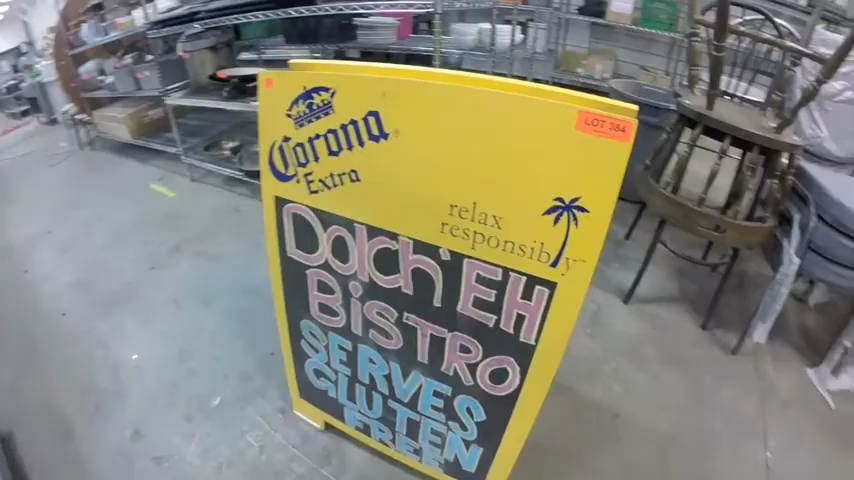 LOT 384
Corona
Extra
relax
responsibly
Dolch'EH
BiSTRO
SERVES
GLUTEN
FREE